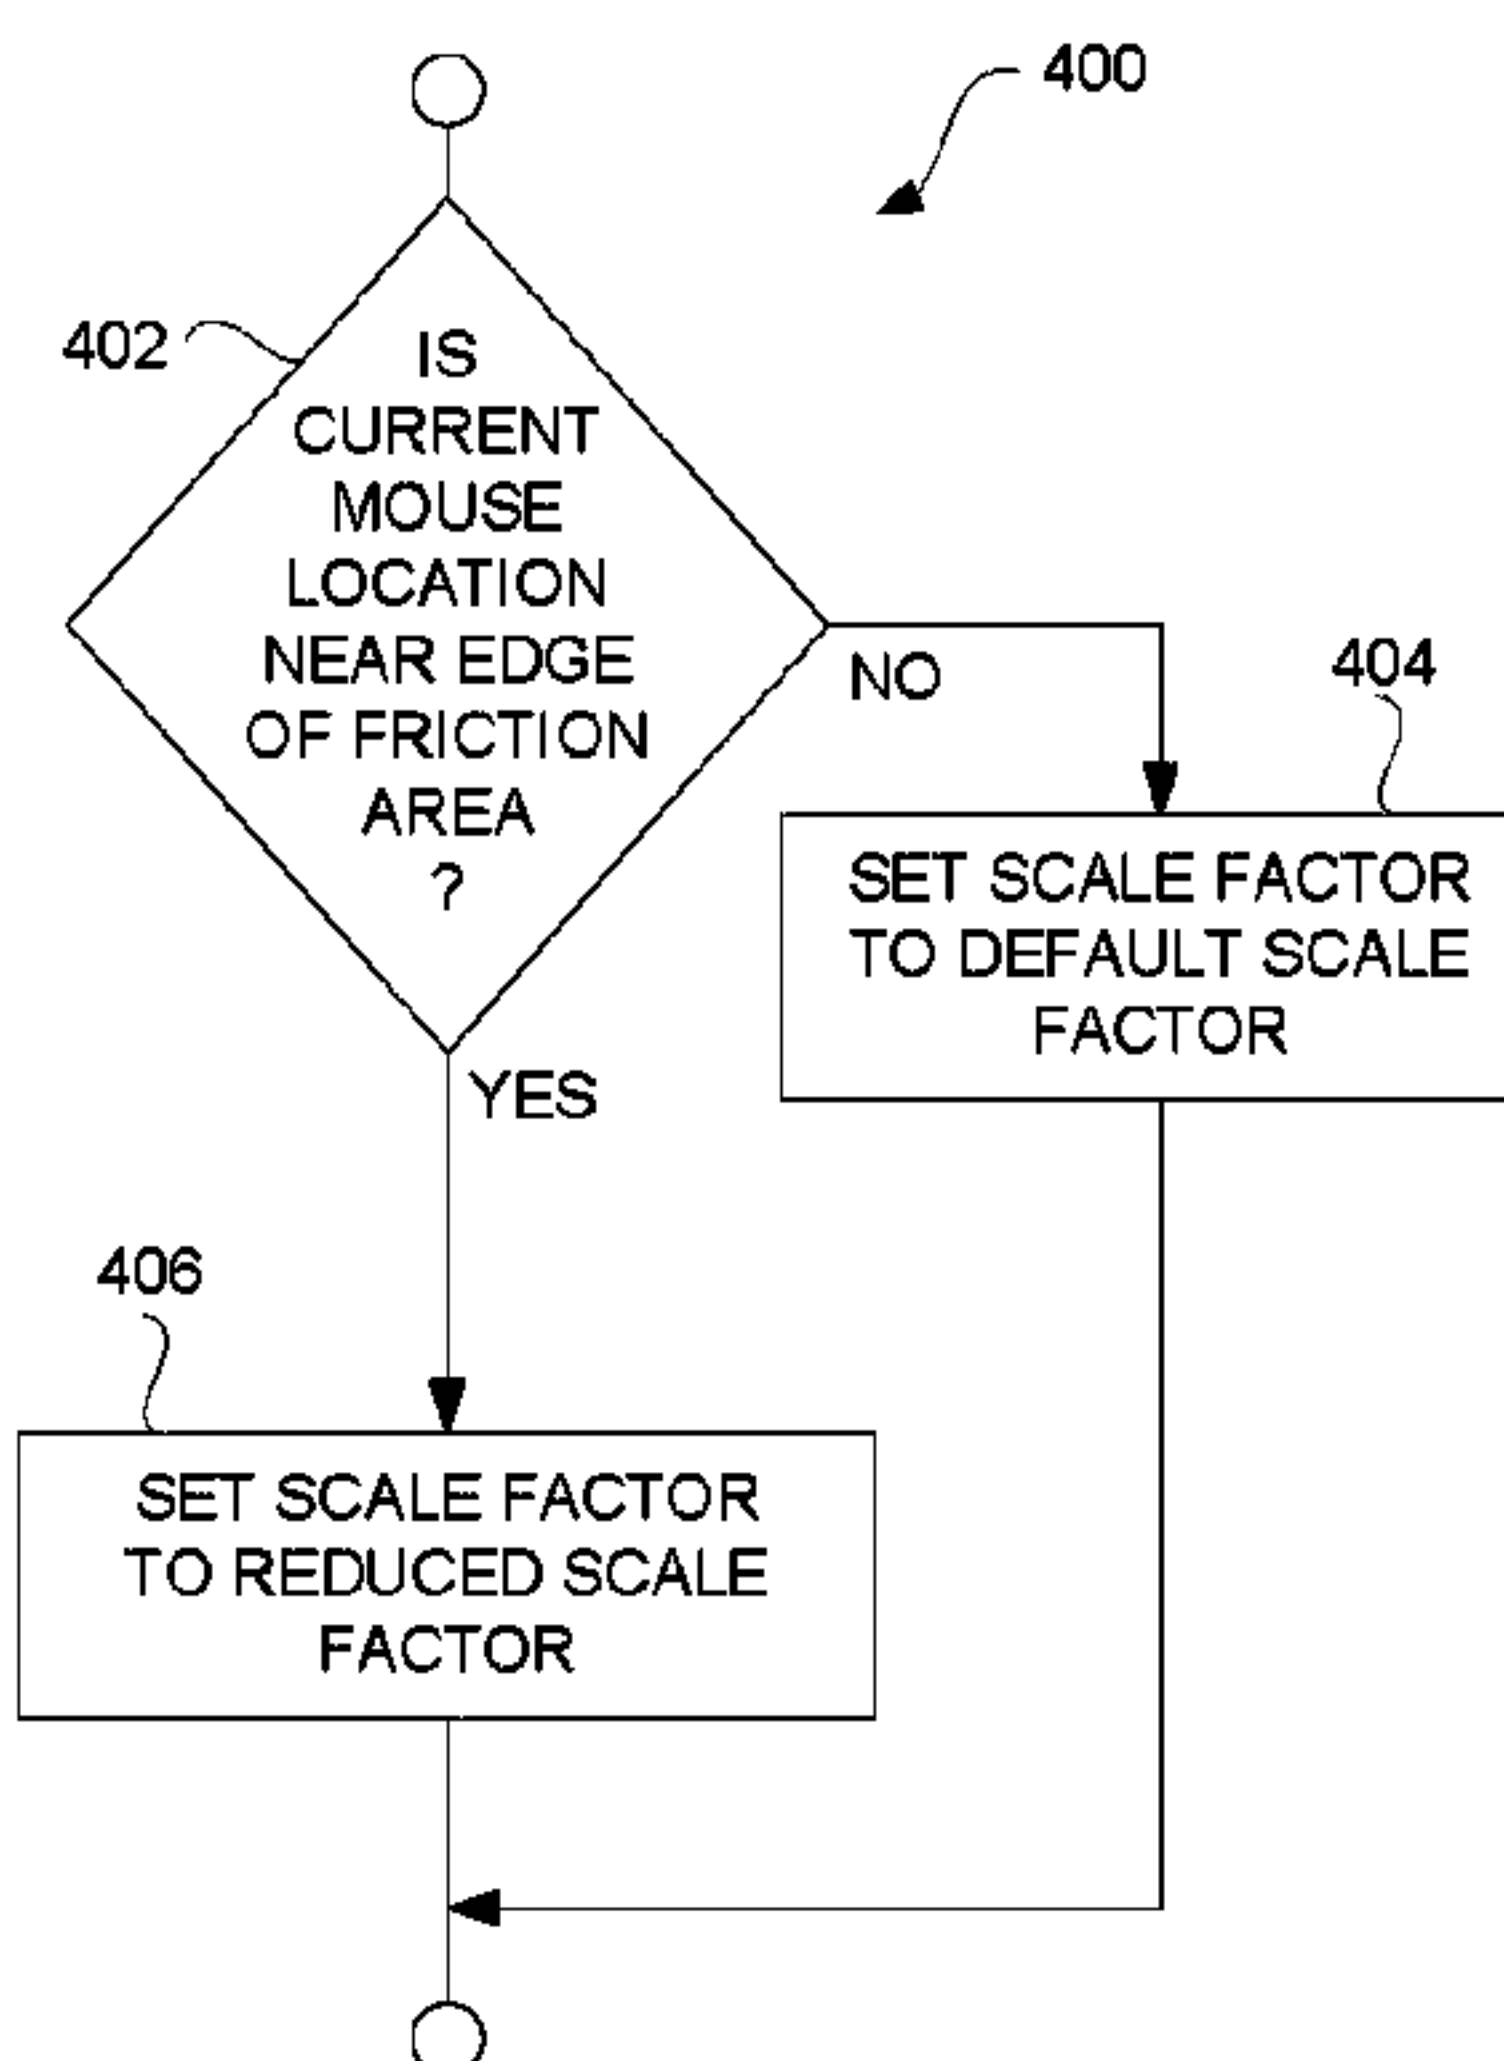 400
402
IS
CURRENT
MOUSE
LOCATION
NEAR EDGE
OF FRICTION
AREA
?
NO
404
SET SCALE FACTOR
TO DEFAULT SCALE
FACTOR
YES
406
SET SCALE FACTOR
TO REDUCED SCALE
FACTOR